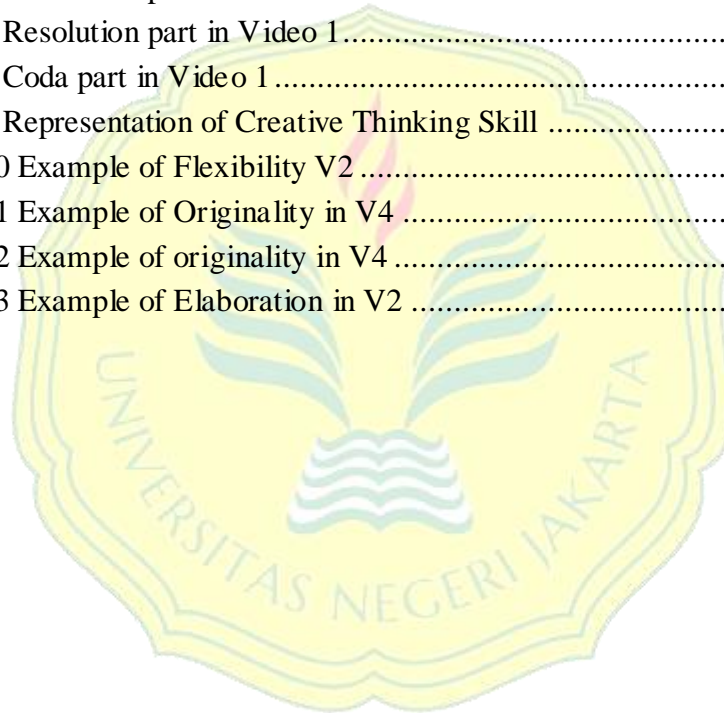 Resolution part in Video 1.......................................
Coda part in Video 1................................................
Representation of Creative Thinking Skill ......................
0 Example of Flexibility V2..........................................
1 Example of Originality in V4 .....................................
2 Example of originality in V4 ......................................
3 Example of Elaboration in V2 ....................................
UNIVERSITAS NEGERI JAKARTA